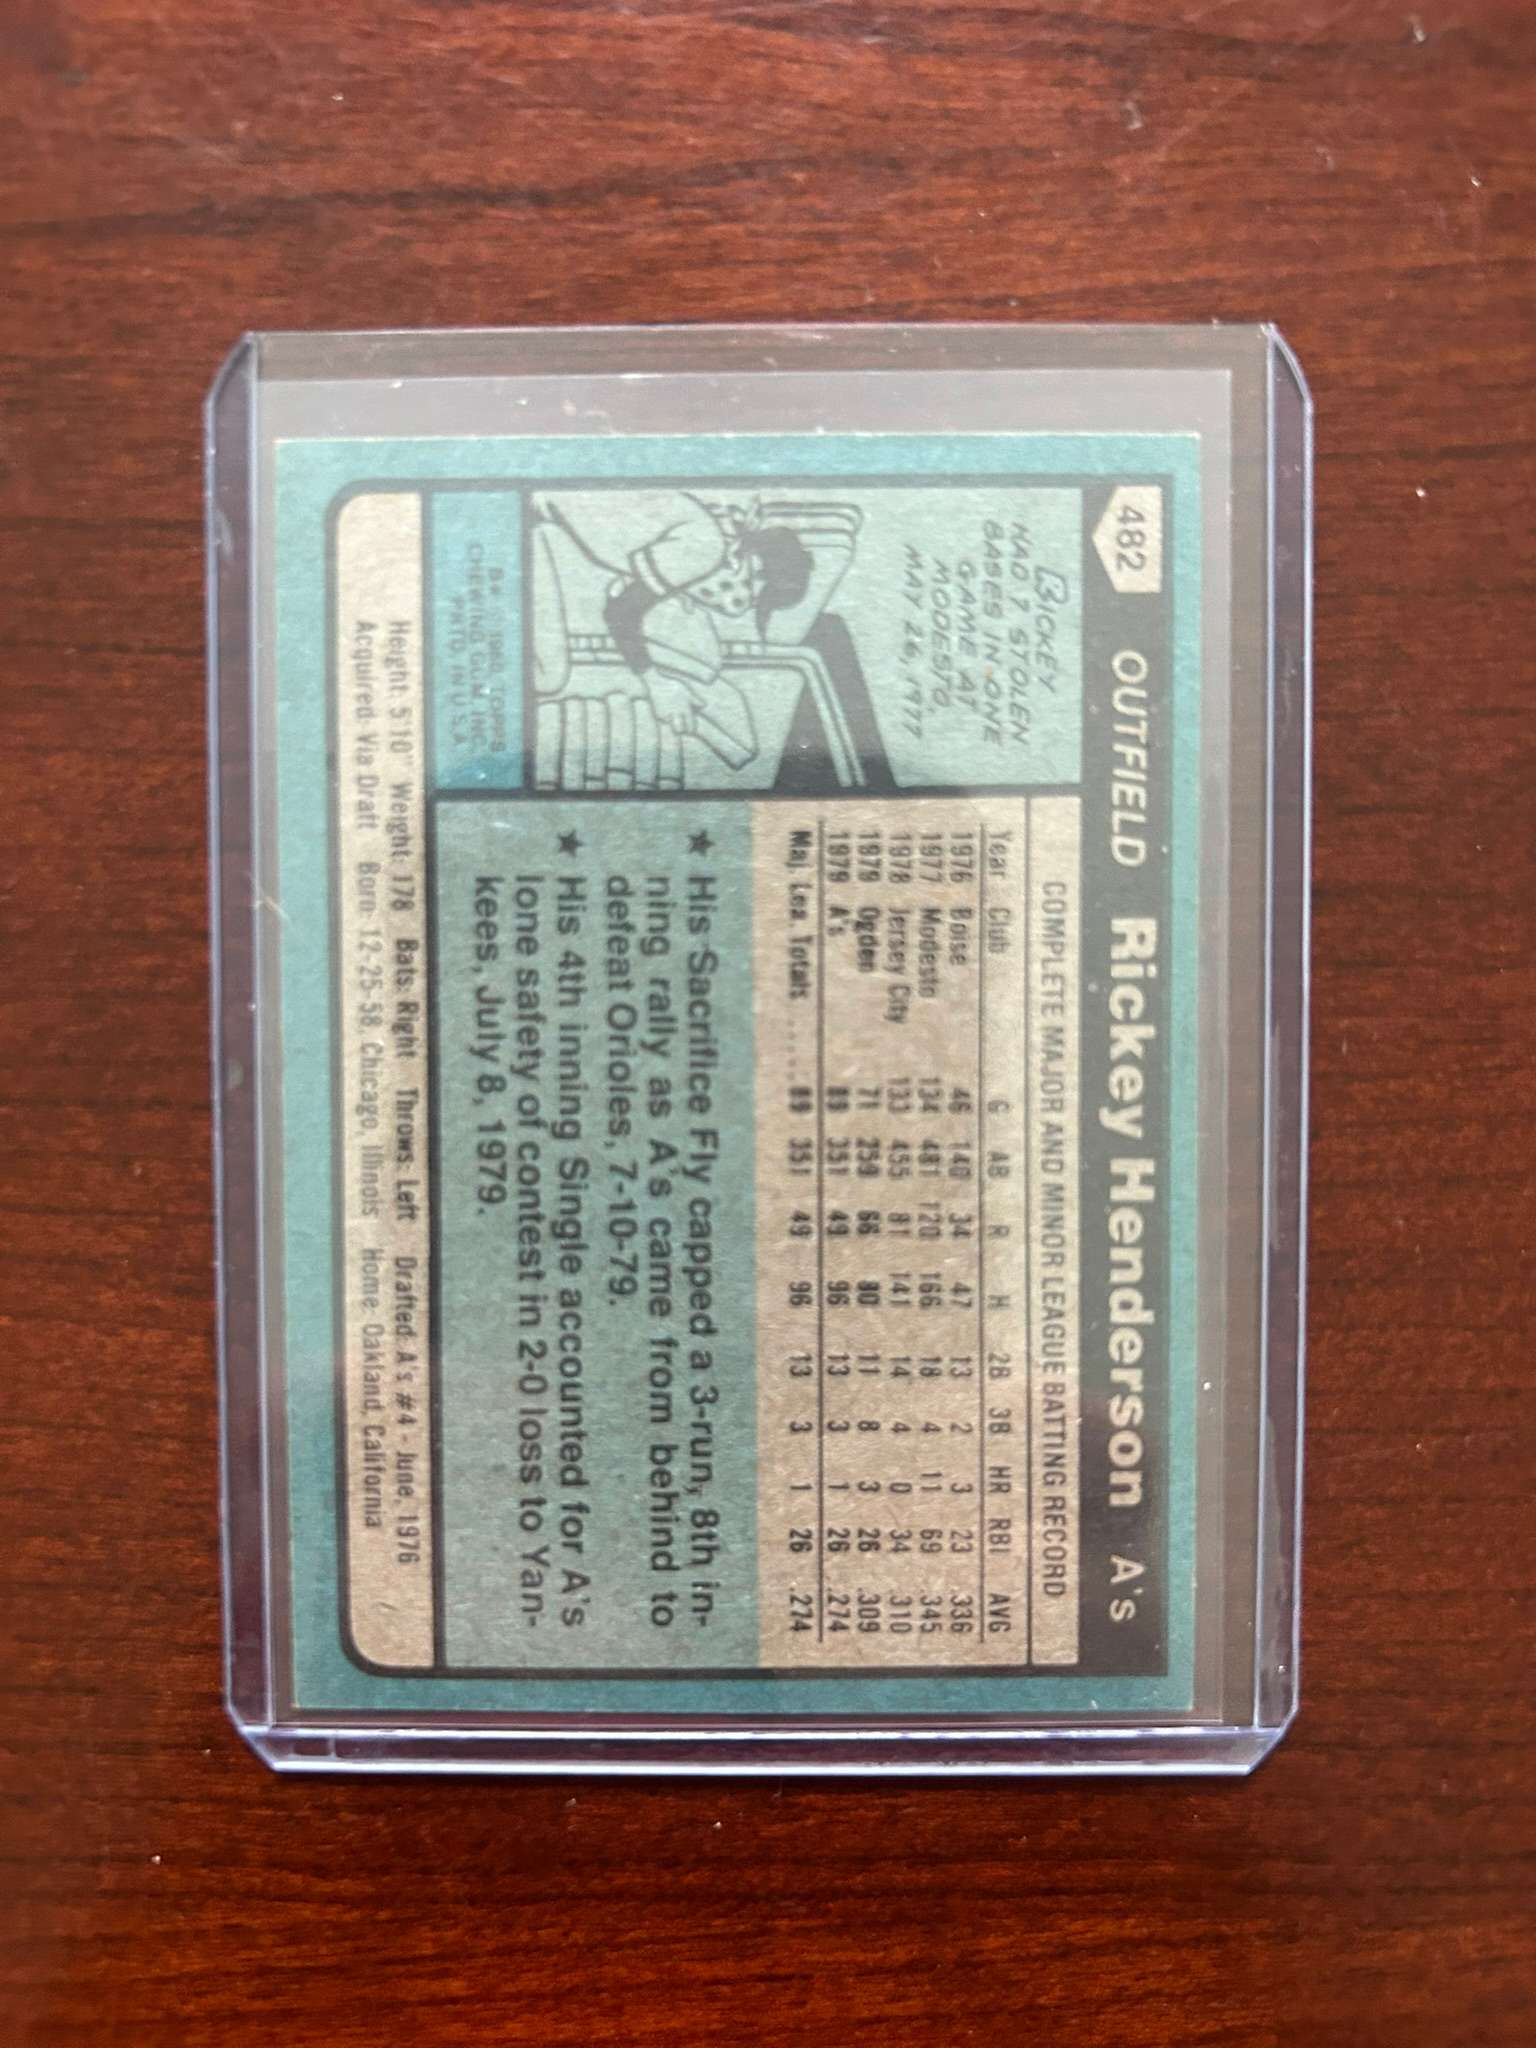 482 OUTFIELD Rickey Henderson A's
RICKEY
HAD 7 STOLEN
BASES IN ONE
GAME AT
MODESTO,
MAY 26, 1977
© 1980 TOPPS
CHEWING GUM, INC.
PRTD. IN U.S.A.
COMPLETE MAJOR AND MINOR LEAGUE BATTING RECORD
Year Club G AB R H 2B 3B HR RBI AVG
1976 Boise 46 140 34 47 13 2 3 23 .336
1977 Modesto 134 481 120 166 18 4 11 69 .345
1978 Jersey City 133 455 81 141 14 4 0 34 .310
1979 Ogden 71 259 66 80 11 8 3 26 .309
1979 A's 89 351 49 96 13 3 1 26 .274
Maj. Lea. Totals ..... 89 351 49 96 13 3 1 26 .274
★ His Sacrifice Fly capped a 3-run, 8th in-
ning rally as A's came from behind to
defeat Orioles, 7-10-79.
★ His 4th inning Single accounted for A's
lone safety of contest in 2-0 loss to Yan-
kees, July 8, 1979.
Height: 5'10" Weight: 178 Bats: Right Throws: Left Drafted: A's #4 - June, 1976
Acquired: Via Draft Born: 12-25-58, Chicago, Illinois Home: Oakland, California